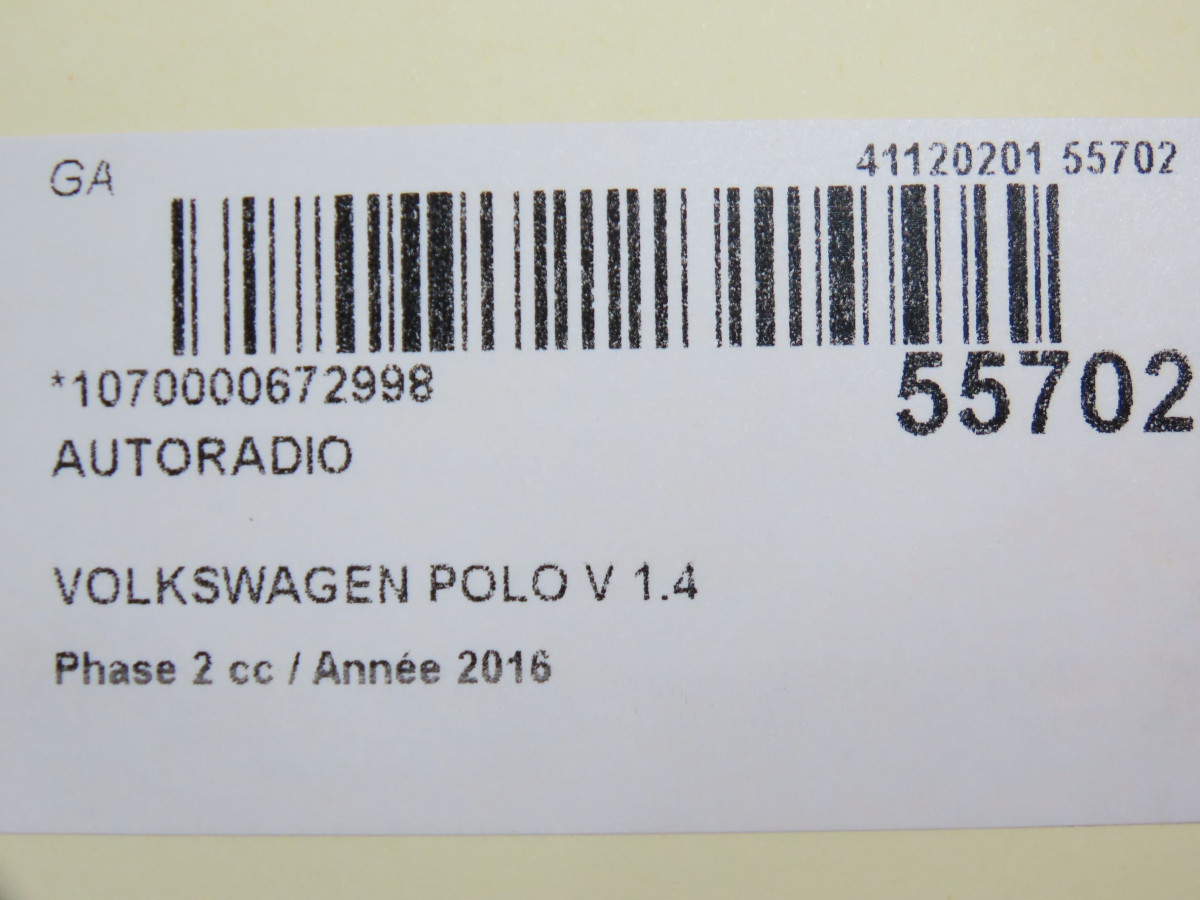 GA
41120201 55702
*1070000672998
55702
AUTORADIO
VOLKSWAGEN POLO V 1.4
Phase 2 cc / Année 2016